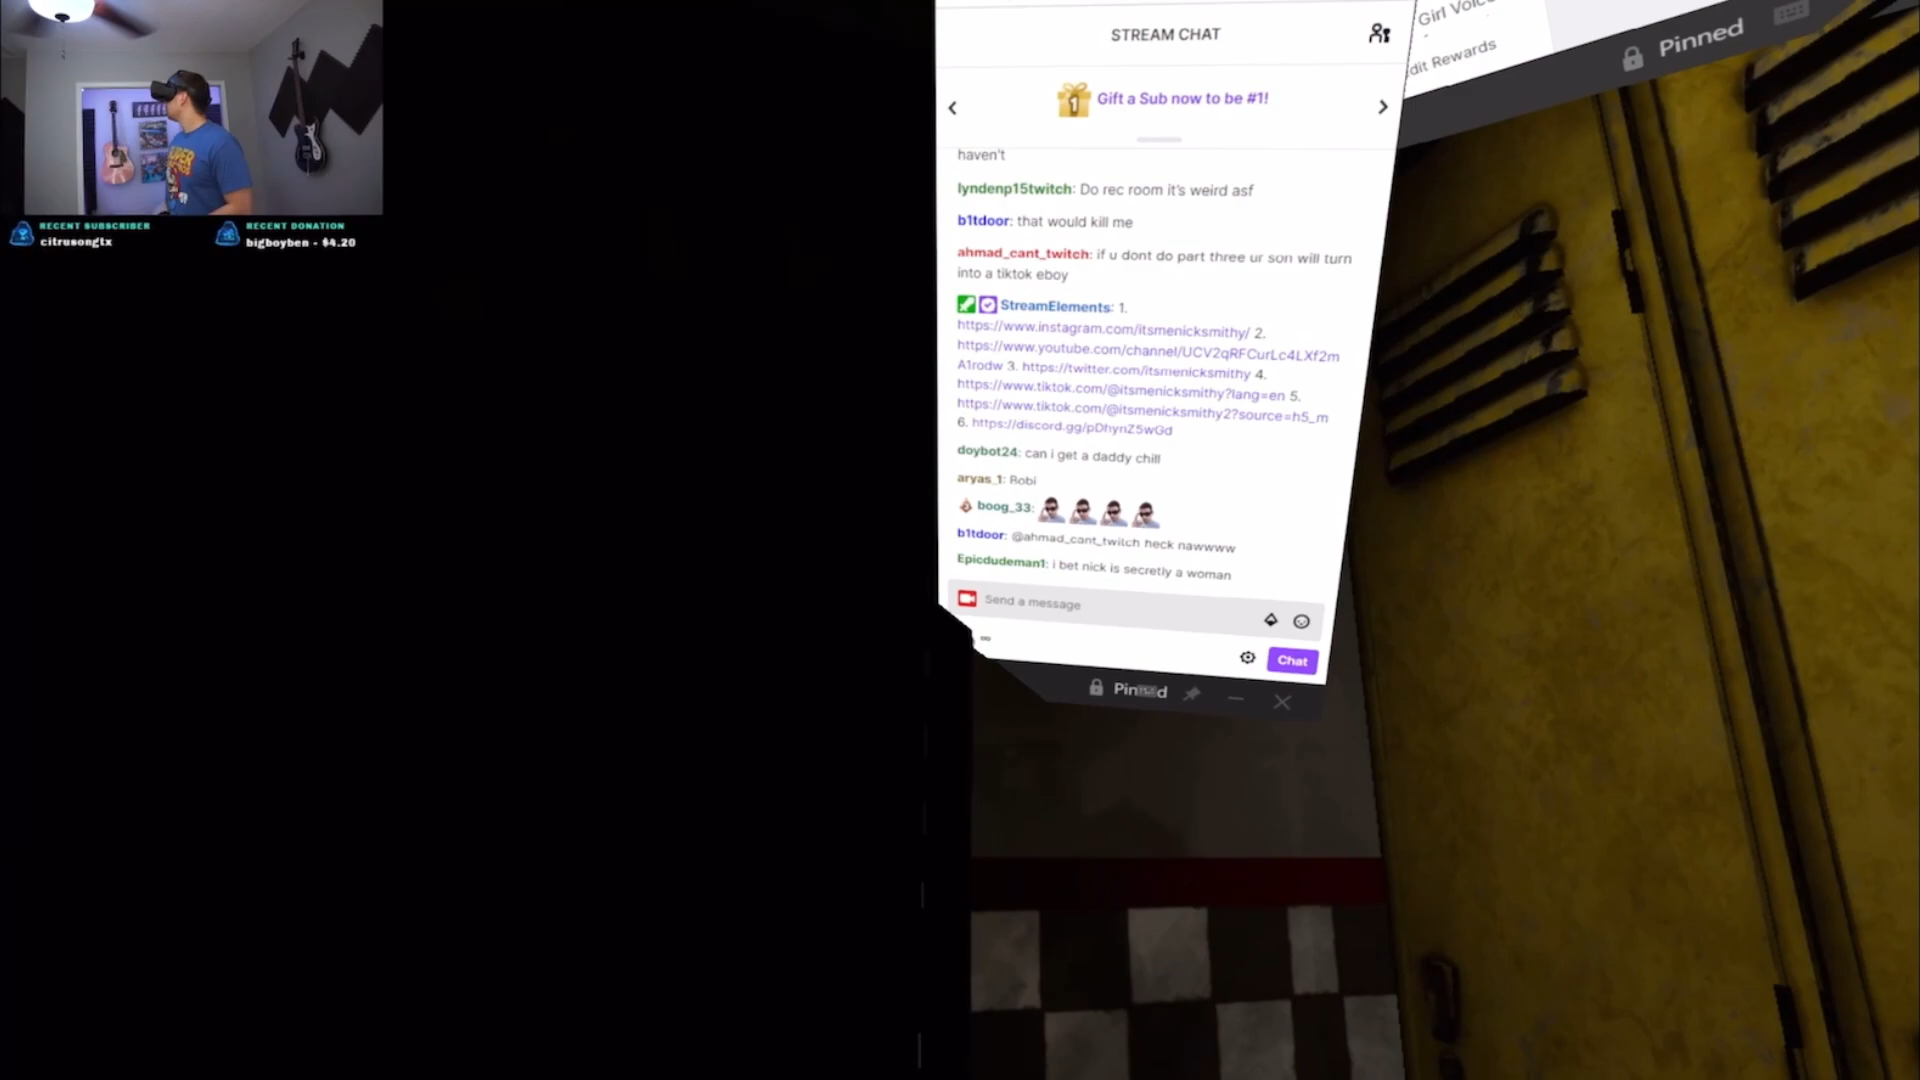 RECENT SUBSCRIBER
citrusongtx
RECENT DONATION
bigboyben - $4.20
STREAM CHAT
1
Gift a Sub now to be #1!
haven't
lyndenp15twitch: Do rec room it's weird asf
b1tdoor: that would kill me
ahmad_cant_twitch: if u dont do part three ur son will turn
into a tiktok eboy
StreamElements: 1.
https://www.instagram.com/itsmenicksmithy/ 2.
https://www.youtube.com/channel/UCV2qRFCurLc4LXf2m
A1rodw 3. https://twitter.com/itsmenicksmithy 4.
https://www.tiktok.com/@itsmenicksmithy?lang=en 5.
https://www.tiktok.com/@itsmenicksmithy2?source=h5_m
6. https://discord.gg/pDhynZ5wGd
doybot24: can i get a daddy chill
aryas_1: Bobi
boog_33:
b1tdoor: @ahmad_cant_twitch heck nawwww
Epicdudeman1: i bet nick is secretly a woman
Send a message
Chat
Pinned
Girl Voice
dit Rewards
Pinned
SUPER